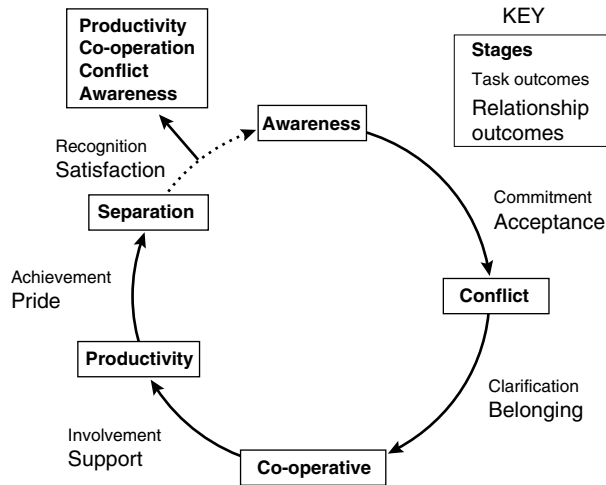 KEY
Stages
Task outcomes
Relationship
outcomes
Productivity
Co-operation
Conflict
Awareness
Awareness
Recognition
Satisfaction
Commitment
Acceptance
Separation
Conflict
Achievement
Pride
Productivity
Clarification
Belonging
Involvement
Support
Co-operative